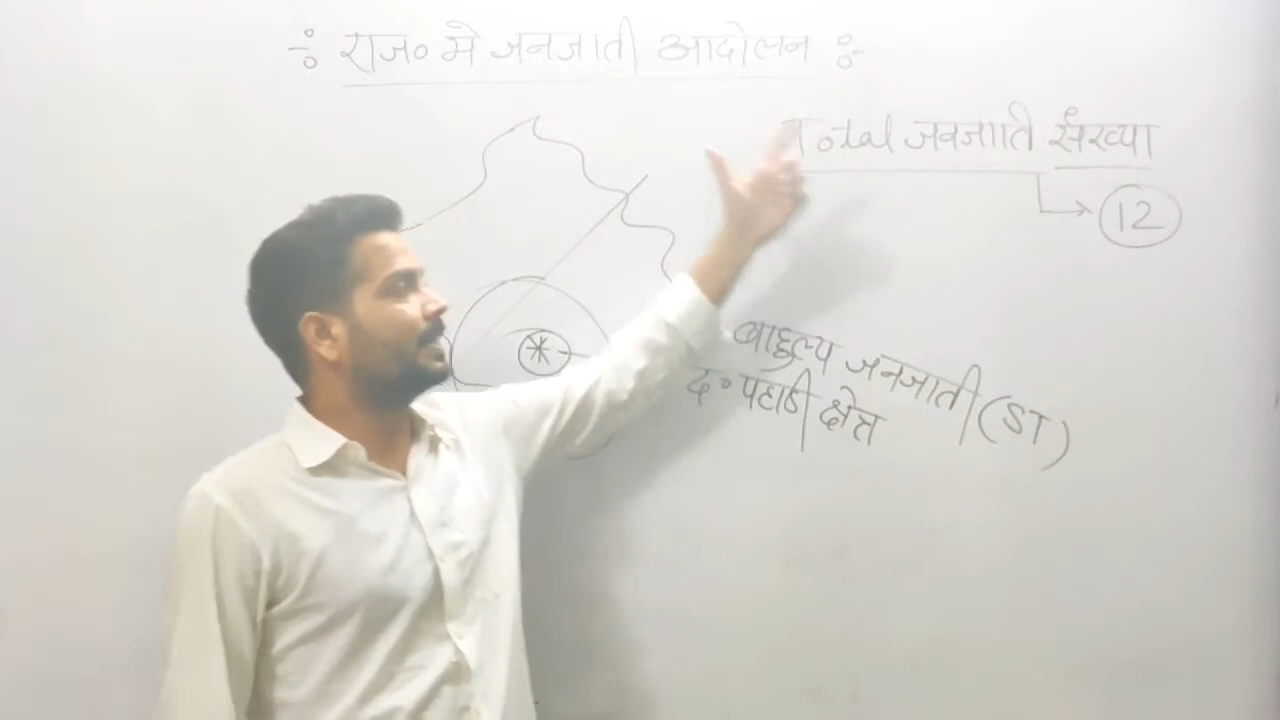 राज० मे जनजाती आदोलन
Total जनजाति संख्या
12
बाहुल्य जनजाती (ST)
द० पहाडी क्षेत्र